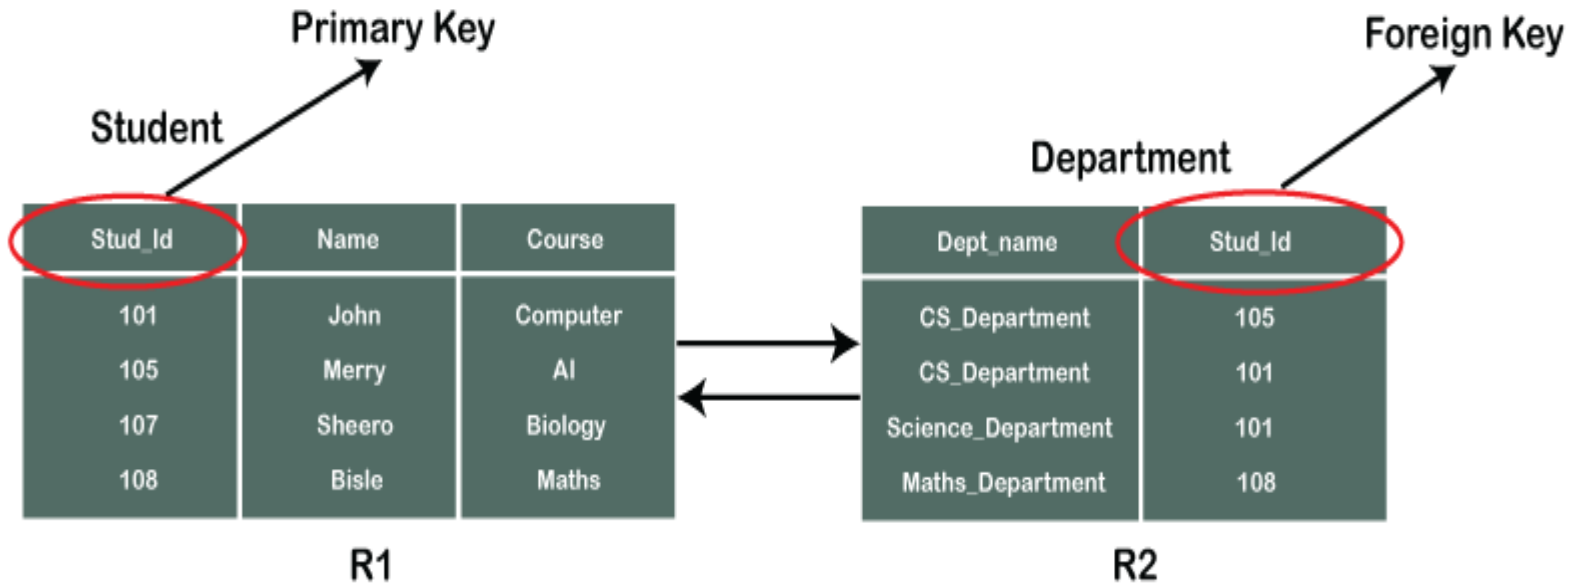 Primary Key
Foreign Key
Student
Department
Stud_Id Name Course
101 John Computer
105 Merry AI
107 Sheero Biology
108 Bisle Maths
R1
Dept_name Stud_Id
CS_Department 105
CS_Department 101
Science_Department 101
Maths_Department 108
R2